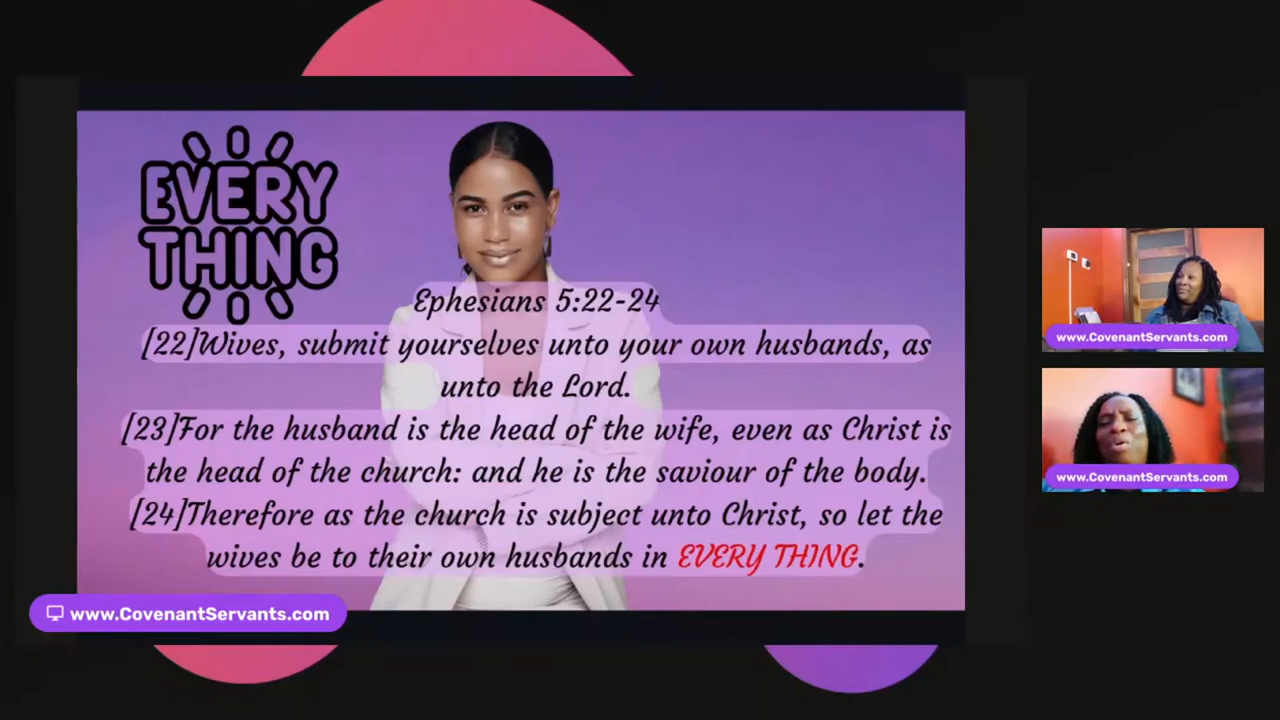 EVERY
THING
Ephesians 5:22-24
[22]Wives, submit yourselves unto your own husbands, as
unto the Lord.
[23]For the husband is the head of the wife, even as Christ is
the head of the church: and he is the saviour of the body.
[24]Therefore as the church is subject unto Christ, so let the
wives be to their own husbands in EVERY THING.
www.CovenantServants.com
www.CovenantServants.com
www.CovenantServants.com